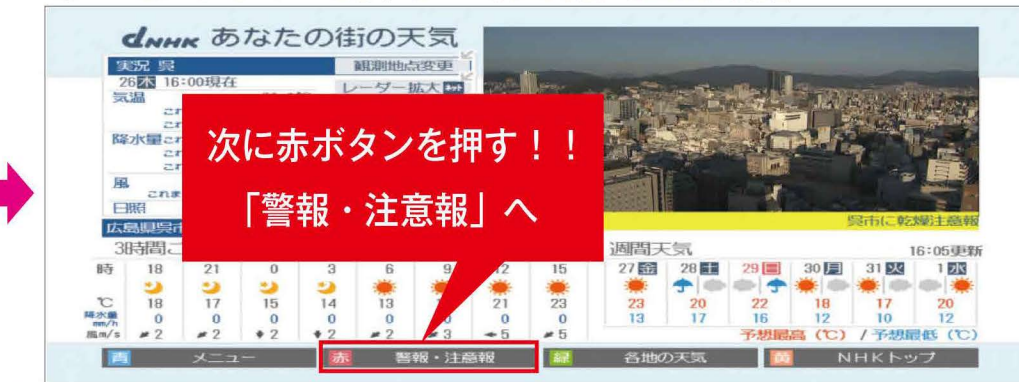 dNHK あなたの街の天気
実況 呉 観測地点変更
26木 16:00現在 レーダー拡大
気温
降水量
風
これま
日照
広島県呉市
次に赤ボタンを押す！！
「警報・注意報」へ
呉市に乾燥注意報
3時間ご
週間天気 16:05更新
時 18 21 0 3 6 9 12 15
27金 28土 29日 30月 31火 1水
℃ 18 17 15 14 13 21 23
23 20 22 18 17 20
降水量 mm/h 0 0 0 0 0 0 0 0
13 17 16 12 10 12
風m/s 2 2 2 2 2 3 5 5
予想最高（℃）/予想最低（℃）
青 メニュー 赤 警報・注意報 緑 各地の天気 黄 NHKトップ